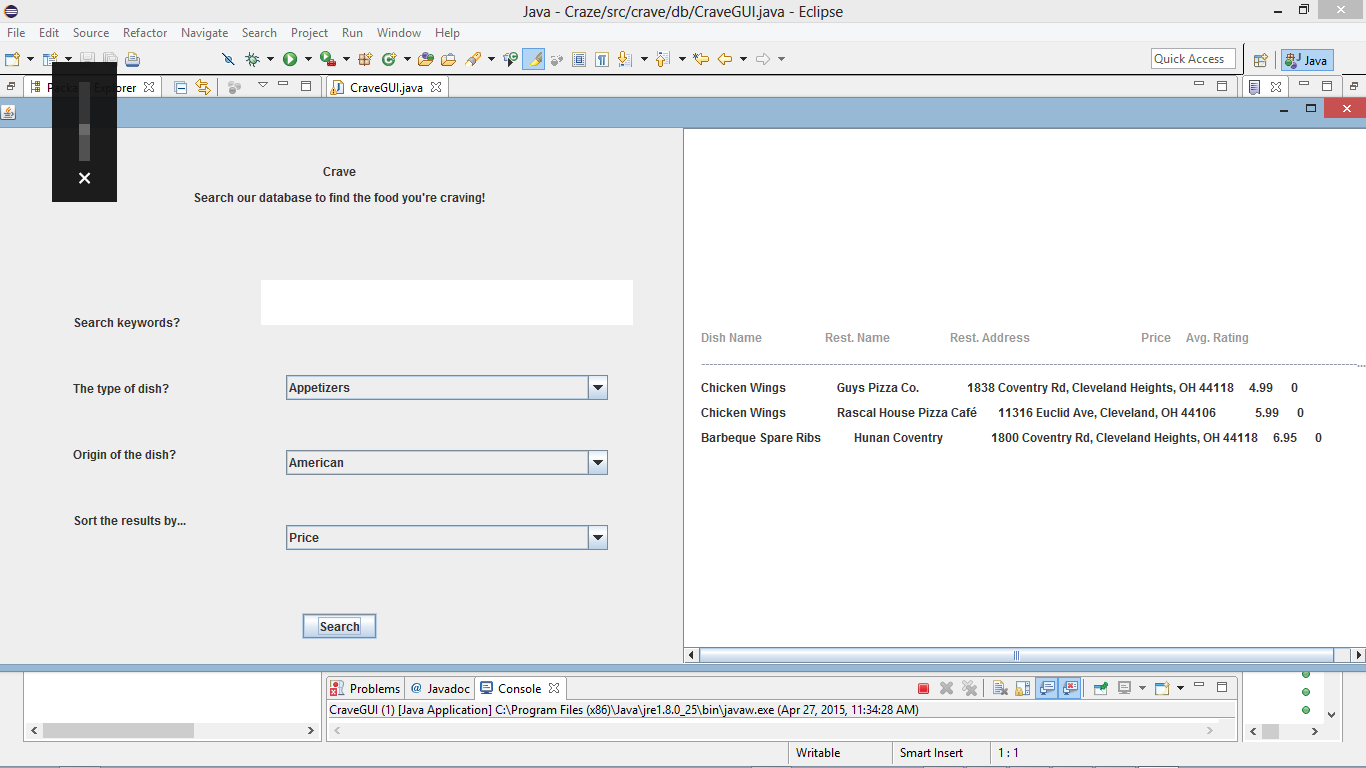 Java - Craze/src/crave/db/CraveGUI.java - Eclipse
File Edit Source Refactor Navigate Search Project Run Window Help
Quick Access Java
Explorer CraveGUI.java
Crave
Search our database to find the food you're craving!
Search keywords?
The type of dish? Appetizers
Origin of the dish? American
Sort the results by... Price
Search
Dish Name Rest. Name Rest. Address Price Avg. Rating
Chicken Wings Guys Pizza Co. 1838 Coventry Rd, Cleveland Heights, OH 44118 4.99 0
Chicken Wings Rascal House Pizza Café 11316 Euclid Ave, Cleveland, OH 44106 5.99 0
Barbeque Spare Ribs Hunan Coventry 1800 Coventry Rd, Cleveland Heights, OH 44118 6.95 0
Problems @ Javadoc Console
CraveGUI (1) [Java Application] C:\Program Files (x86)\Java\jre1.8.0_25\bin\javaw.exe (Apr 27, 2015, 11:34:28 AM)
Writable Smart Insert 1 : 1